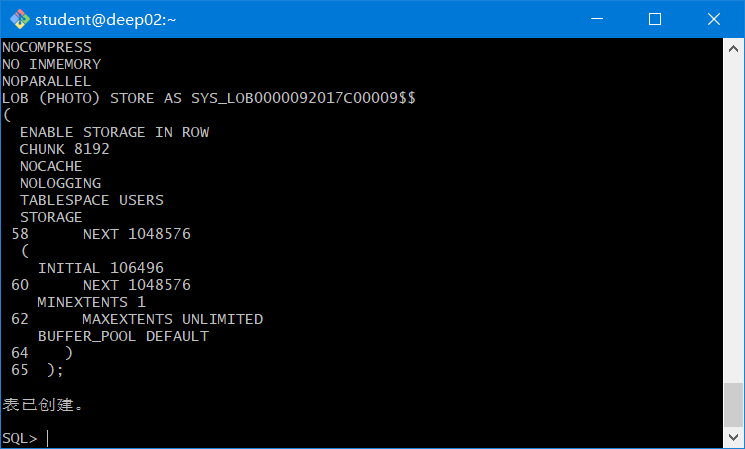 student@deep02:~
NOCOMPRESS
NO INMEMORY
NOPARALLEL
LOB (PHOTO) STORE AS SYS_LOB0000092017C00009$$
(
  ENABLE STORAGE IN ROW
  CHUNK 8192
  NOCACHE
  NOLOGGING
  TABLESPACE USERS
  STORAGE
 58      NEXT 1048576
  (
    INITIAL 106496
 60      NEXT 1048576
    MINEXTENTS 1
 62      MAXEXTENTS UNLIMITED
    BUFFER_POOL DEFAULT
 64    )
 65  );
表已创建。
SQL>